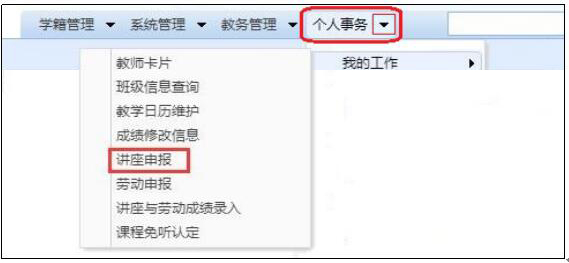 学籍管理 系统管理 教务管理 个人事务
我的工作
教师卡片
班级信息查询
教学日历维护
成绩修改信息
讲座申报
劳动申报
讲座与劳动成绩录入
课程免听认定